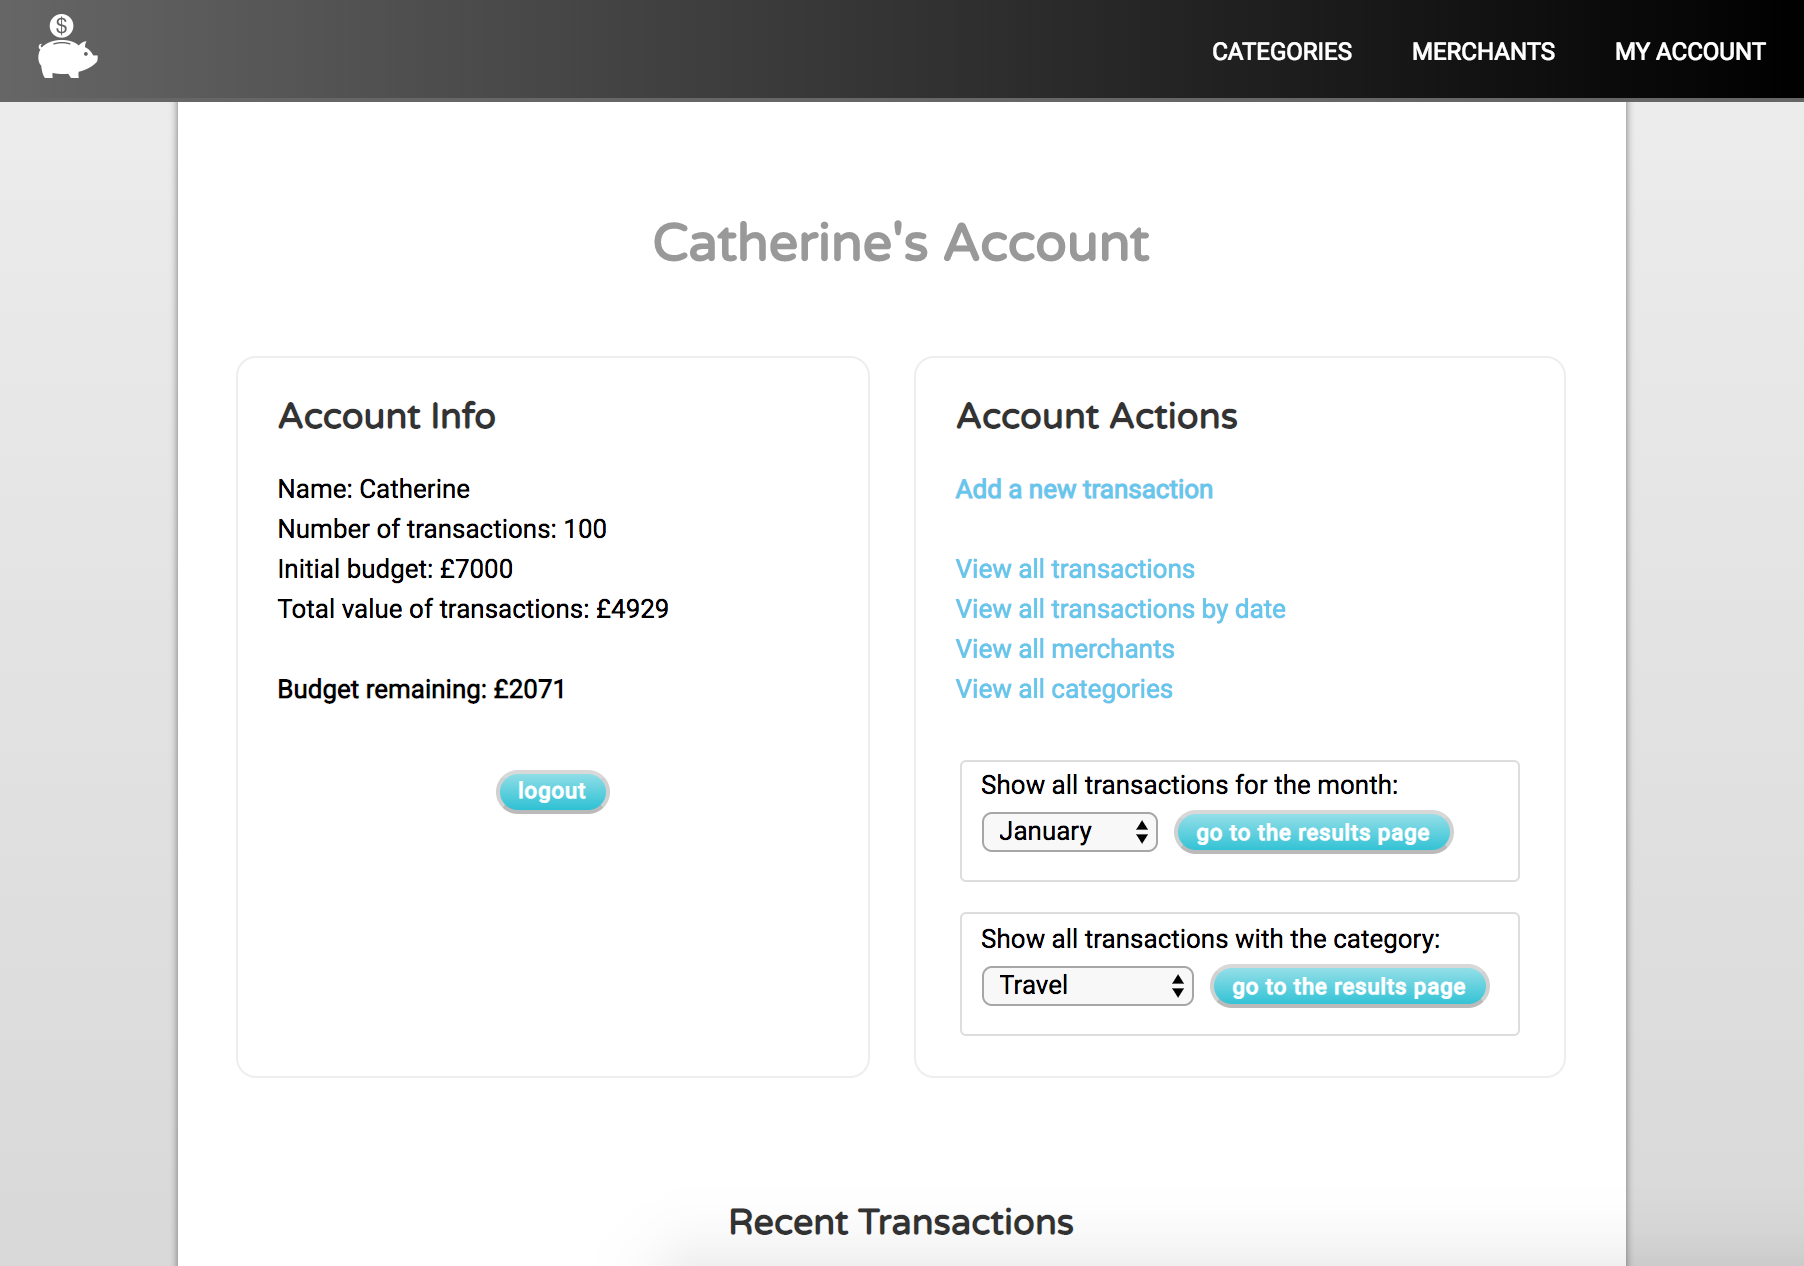 $
CATEGORIES MERCHANTS MY ACCOUNT
Catherine's Account
Account Info
Name: Catherine
Number of transactions: 100
Initial budget: £7000
Total value of transactions: £4929
Budget remaining: £2071
logout
Account Actions
Add a new transaction
View all transactions
View all transactions by date
View all merchants
View all categories
Show all transactions for the month:
January go to the results page
Show all transactions with the category:
Travel go to the results page
Recent Transactions